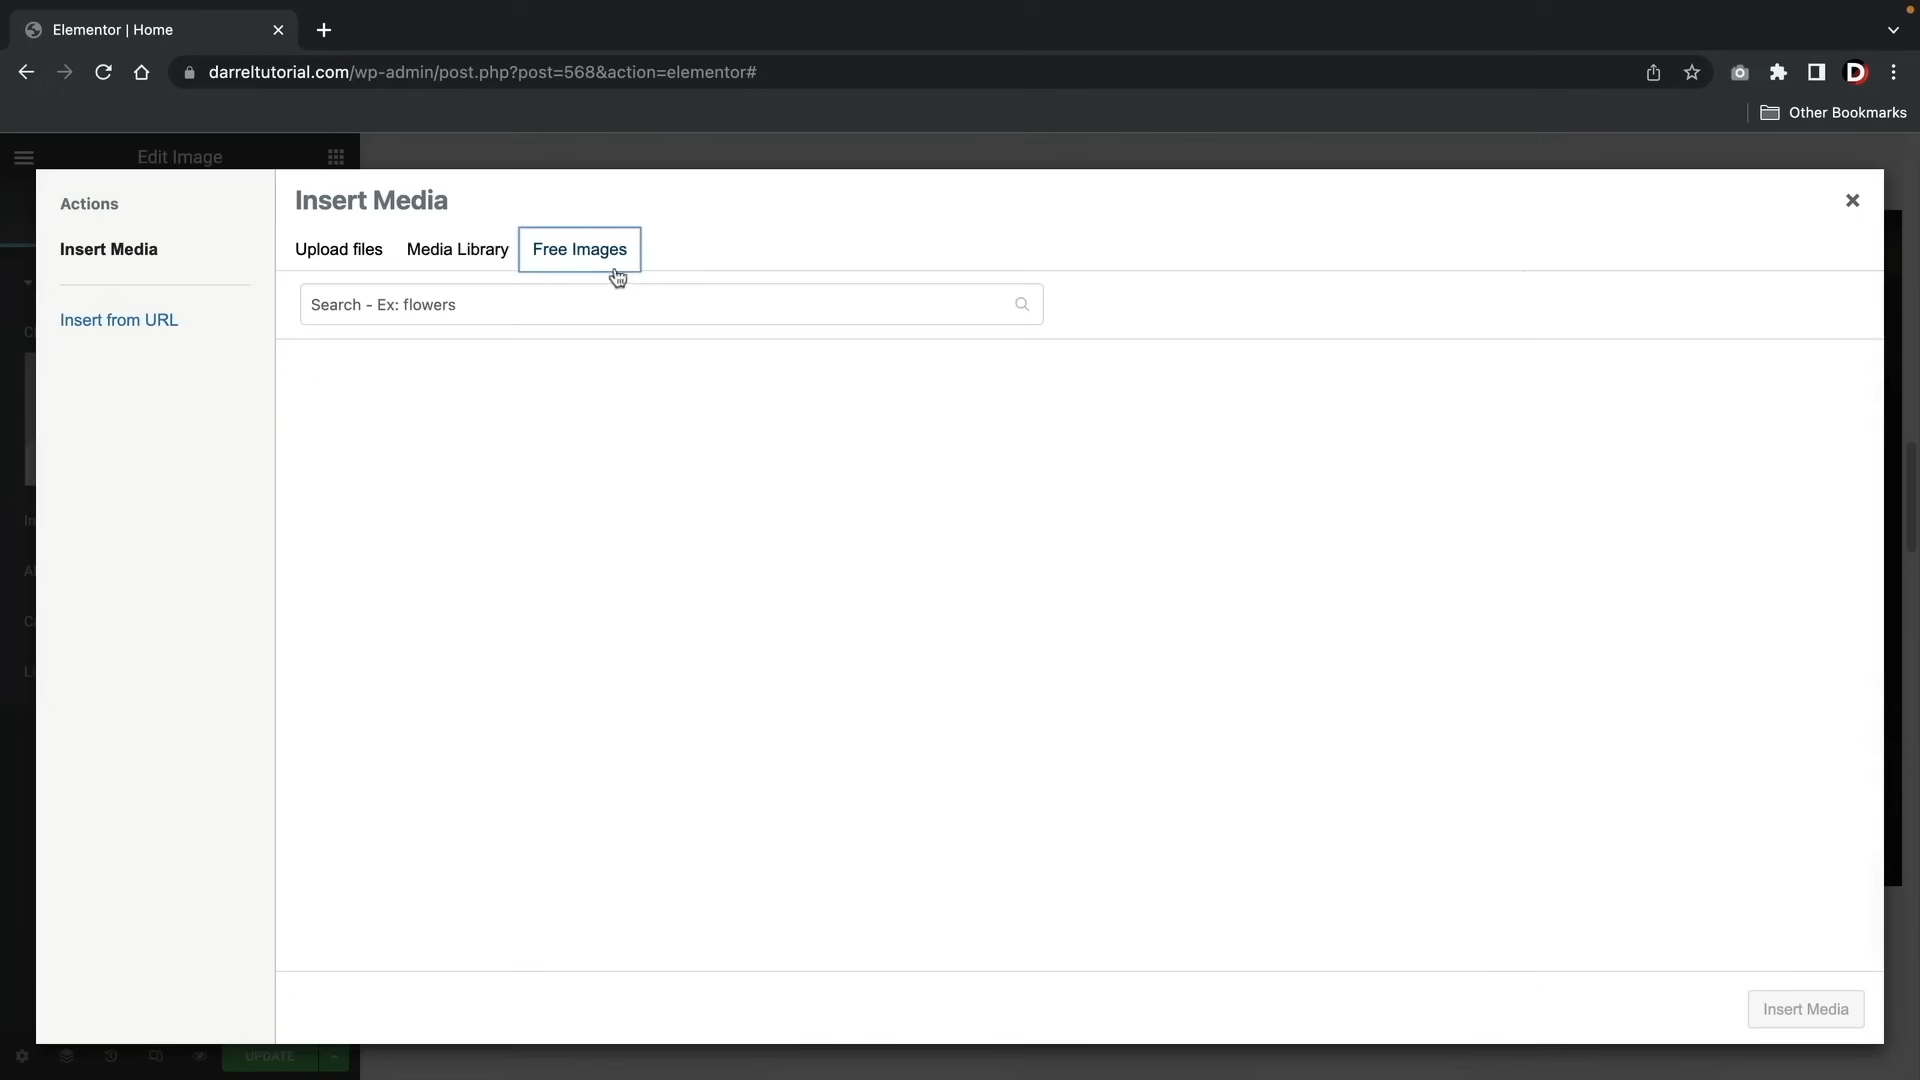 Elementor | Home
darreltutorial.com/wp-admin/post.php?post=568&action=elementor#
Other Bookmarks
Edit Image
Actions
Insert Media
Insert from URL
Insert Media
Upload files Media Library Free Images
Search - Ex: flowers
Insert Media
UPDATE